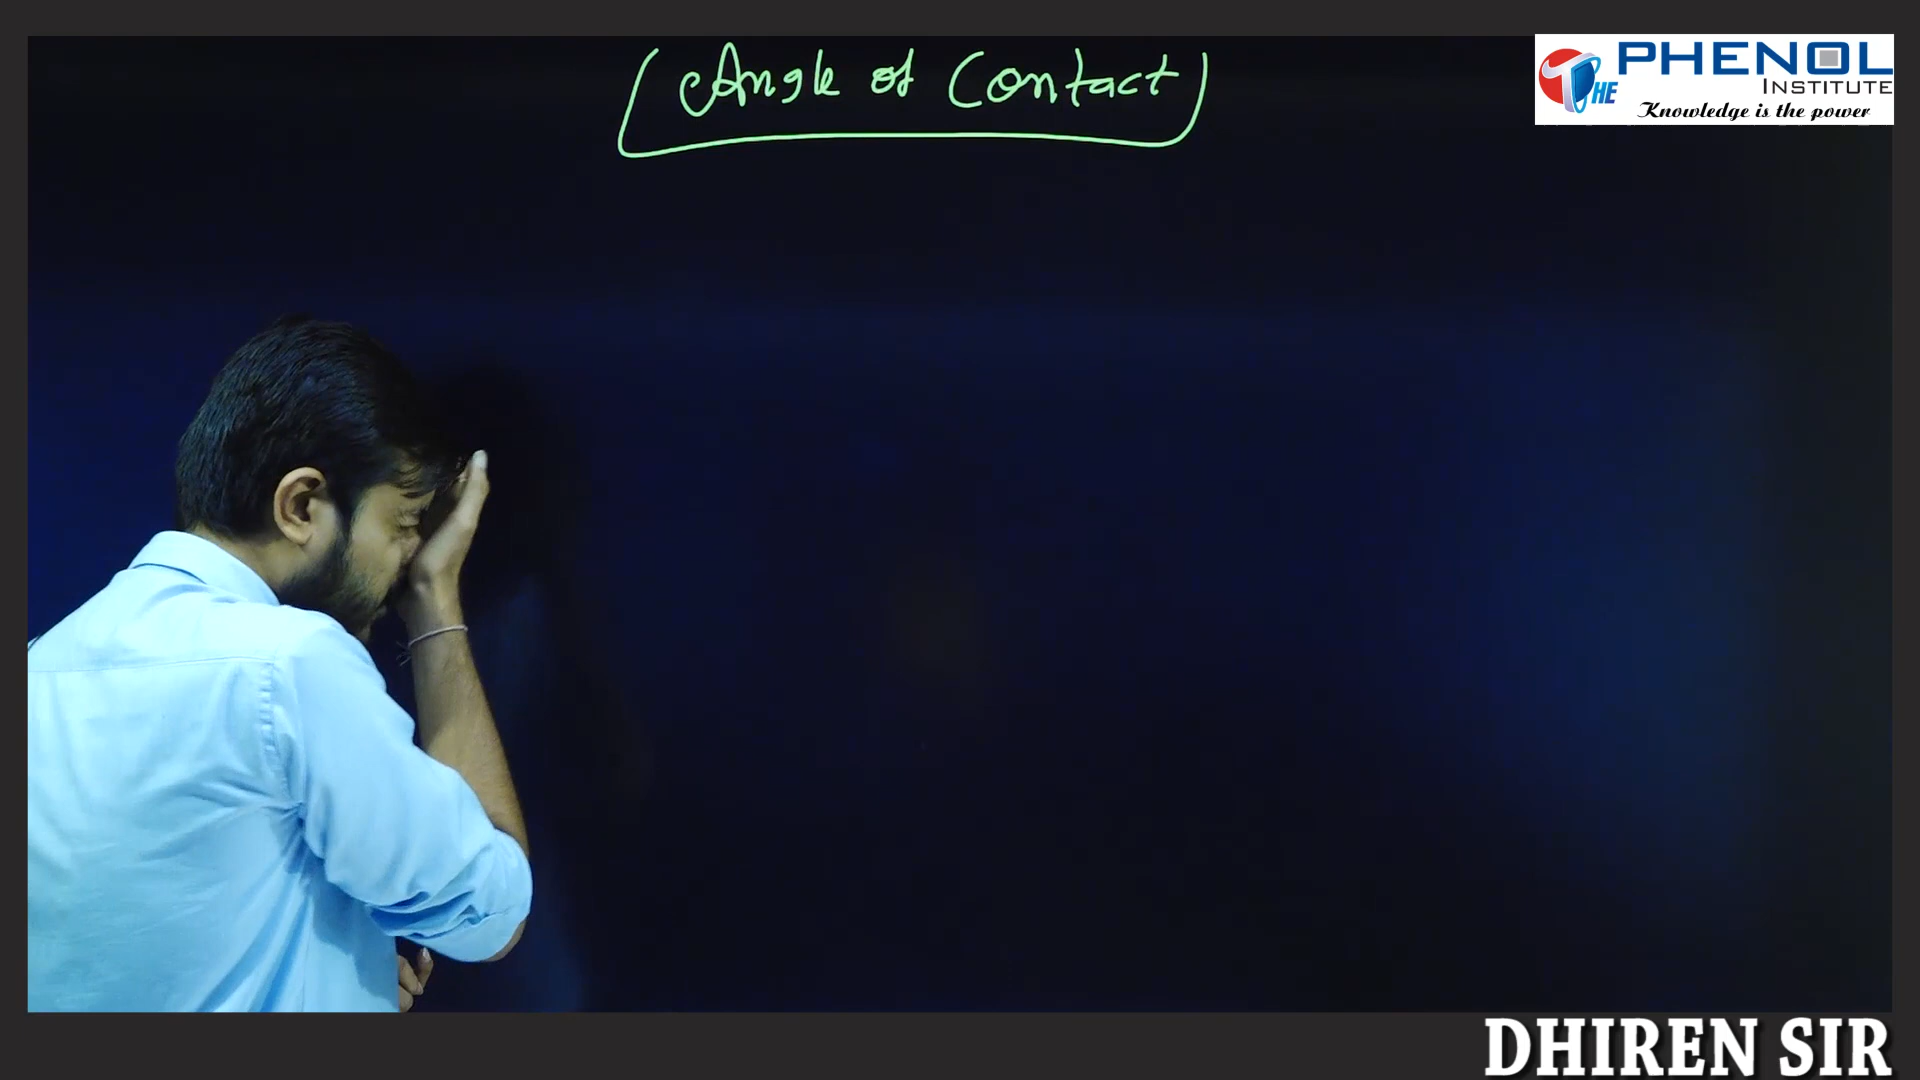 (Angle of Contact)
THE PHENOL
INSTITUTE
Knowledge is the power
DHIREN SIR